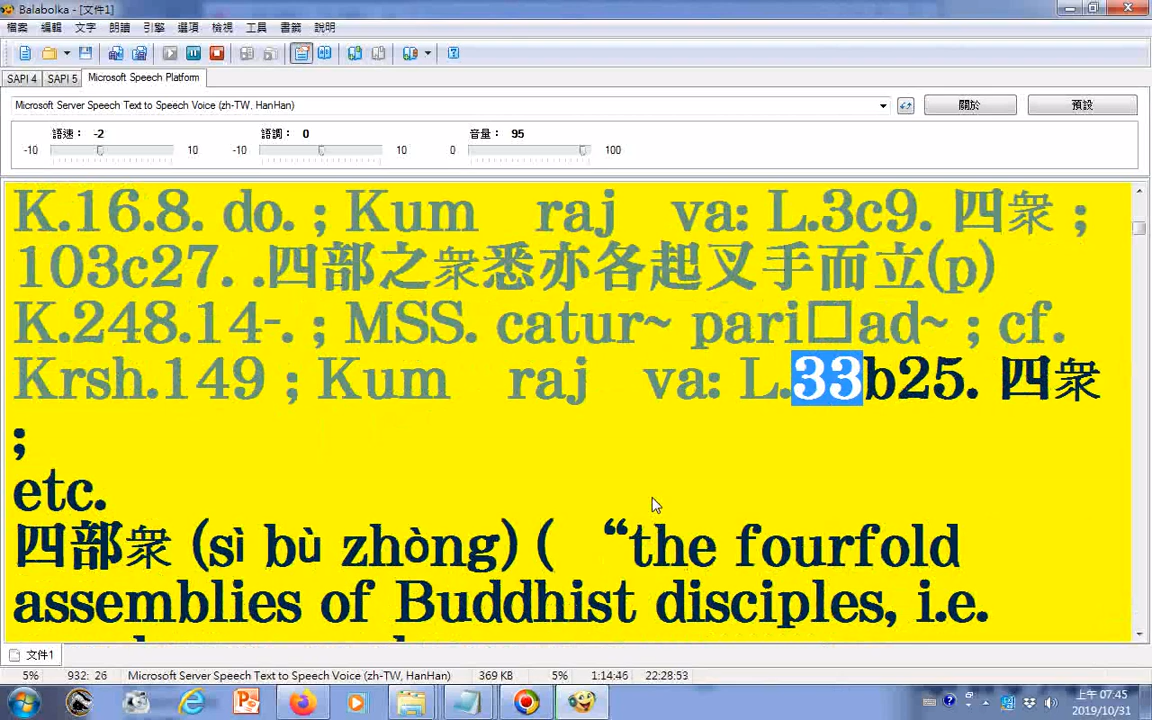 Balabolka - [文件1]
檔案 編輯 文字 朗讀 引擎 選項 檢視 工具 書籤 說明
SAPI 4 SAPI 5 Microsoft Speech Platform
Microsoft Server Speech Text to Speech Voice (zh-TW, HanHan) 關於 預設
語速： -2 語調： 0 音量： 95
-10 10 -10 10 0 100
K.16.8. do. ; Kum raj va: L.3c9. 四衆 ;
103c27. .四部之衆悉亦各起叉手而立(p)
K.248.14-. ; MSS. catur~ pari□ad~ ; cf.
Krsh.149 ; Kum raj va: L.33b25. 四衆
;
etc.
四部衆 (sì bù zhòng) ( “the fourfold
assemblies of Buddhist disciples, i.e.
文件1
5% 932: 26 Microsoft Server Speech Text to Speech Voice (zh-TW, HanHan) 369 KB 5% 1:14:46 22:28:53
上午 07:45
2019/10/31